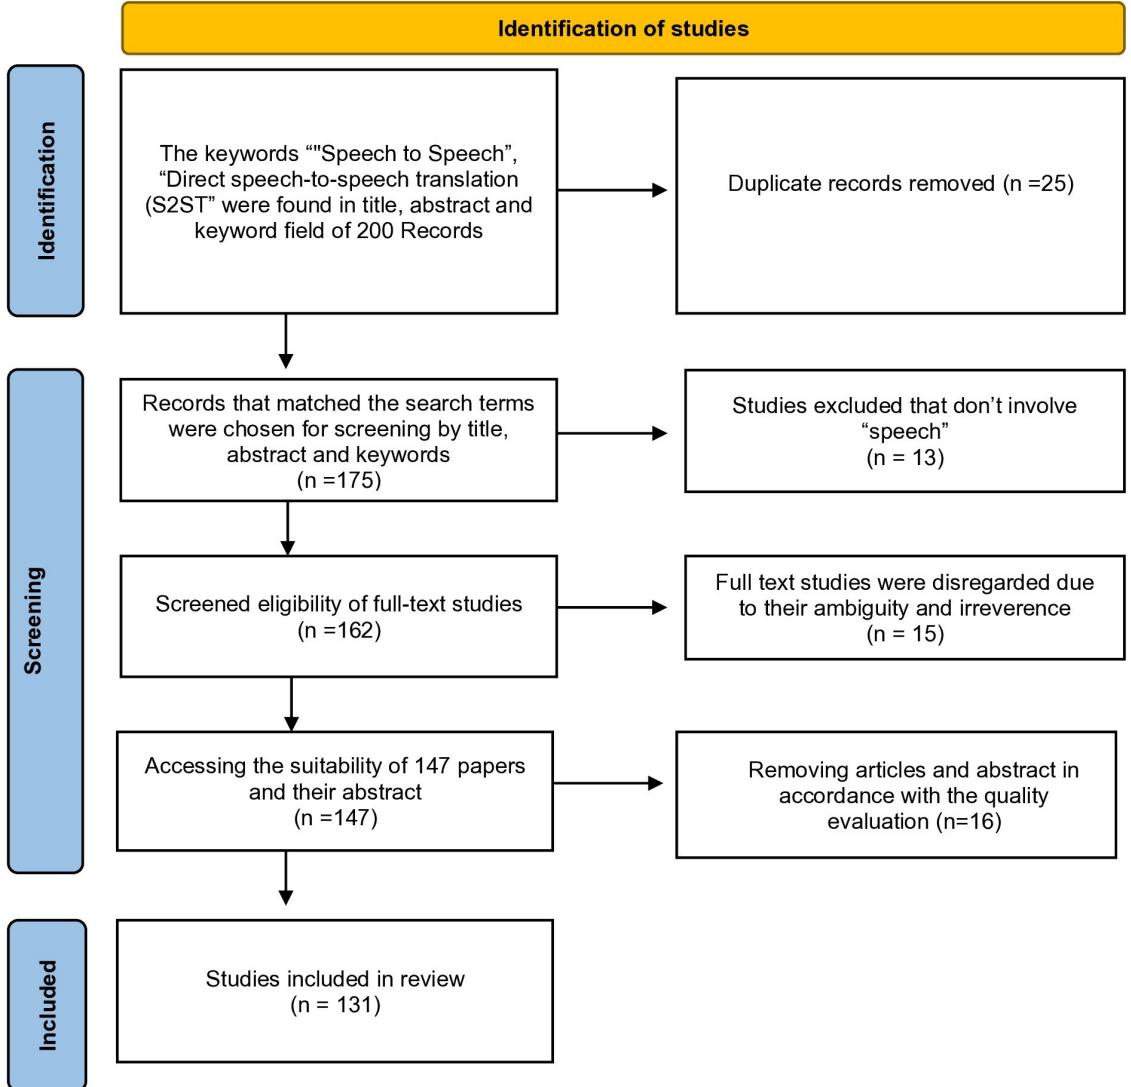 Identification of studies
Identification
The keywords “"Speech to Speech”,
“Direct speech-to-speech translation
(S2ST” were found in title, abstract and
keyword field of 200 Records
Duplicate records removed (n =25)
Screening
Records that matched the search terms
were chosen for screening by title,
abstract and keywords
(n =175)
Studies excluded that don’t involve
“speech”
(n = 13)
Screened eligibility of full-text studies
(n =162)
Full text studies were disregarded due
to their ambiguity and irreverence
(n = 15)
Accessing the suitability of 147 papers
and their abstract
(n =147)
Removing articles and abstract in
accordance with the quality
evaluation (n=16)
Included
Studies included in review
(n = 131)